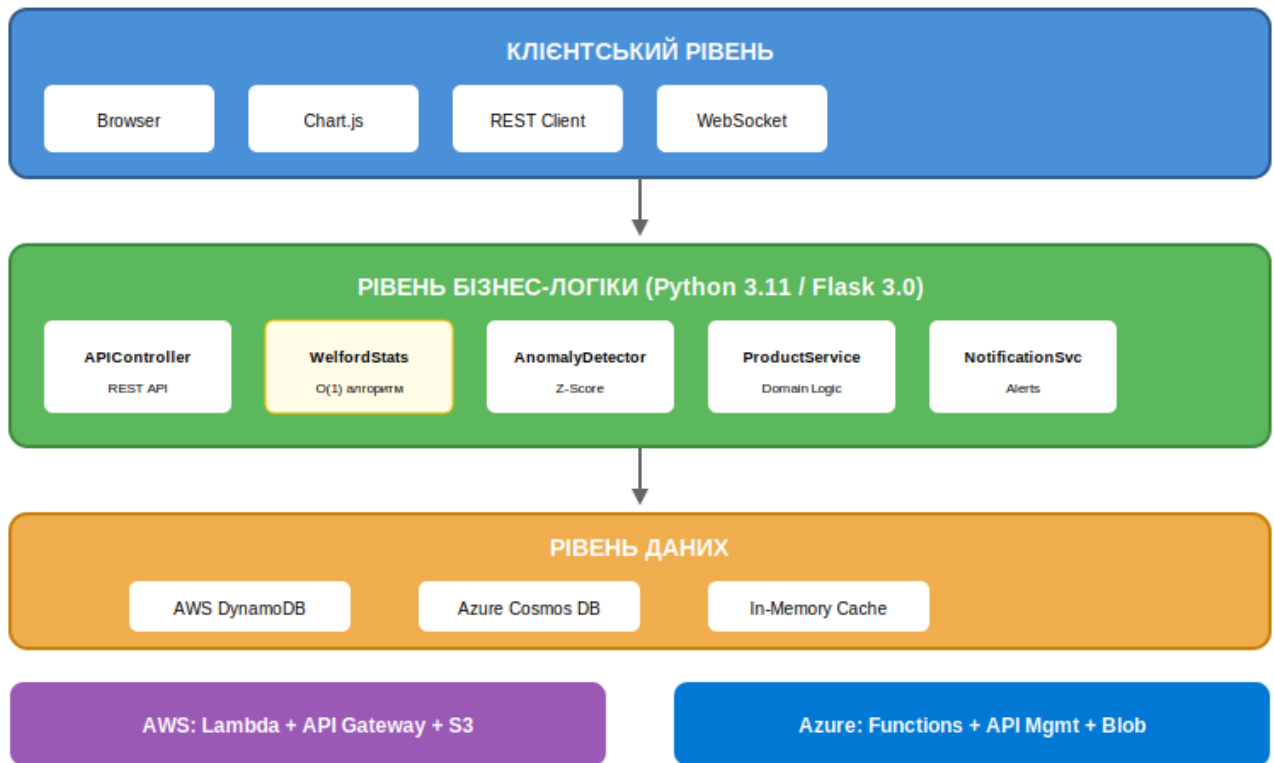 КЛІЄНТСЬКИЙ РІВЕНЬ
Browser
Chart.js
REST Client
WebSocket
РІВЕНЬ БІЗНЕС-ЛОГІКИ (Python 3.11 / Flask 3.0)
APIController
REST API
WelfordStats
O(1) алгоритм
AnomalyDetector
Z-Score
ProductService
Domain Logic
NotificationSvc
Alerts
РІВЕНЬ ДАНИХ
AWS DynamoDB
Azure Cosmos DB
In-Memory Cache
AWS: Lambda + API Gateway + S3
Azure: Functions + API Mgmt + Blob